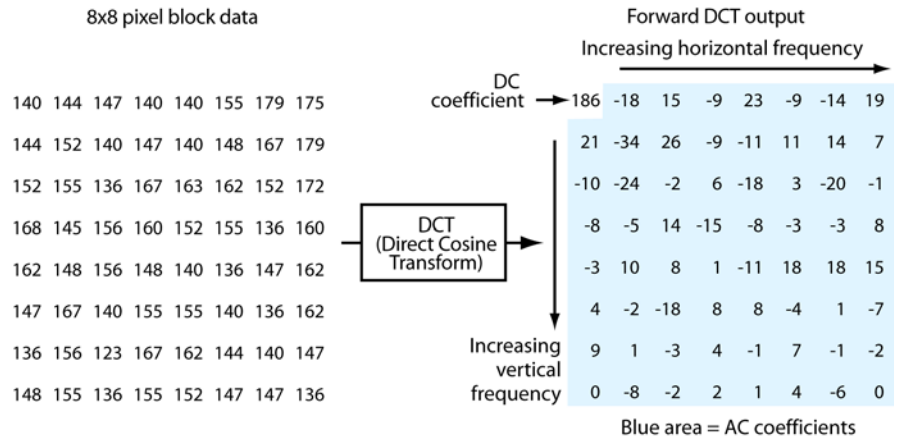 8x8 pixel block data
140 144 147 140 140 155 179 175
144 152 140 147 140 148 167 179
152 155 136 167 163 162 152 172
168 145 156 160 152 155 136 160
162 148 156 148 140 136 147 162
147 167 140 155 155 140 136 162
136 156 123 167 162 144 140 147
148 155 136 155 152 147 147 136
DCT
(Direct Cosine
Transform)
Forward DCT output
Increasing horizontal frequency
DC
coefficient
186 -18 15 -9 23 -9 -14 19
21 -34 26 -9 -11 11 14 7
-10 -24 -2 6 -18 3 -20 -1
-8 -5 14 -15 -8 -3 -3 8
-3 10 8 1 -11 18 18 15
4 -2 -18 8 8 -4 1 -7
9 1 -3 4 -1 7 -1 -2
0 -8 -2 2 1 4 -6 0
Increasing
vertical
frequency
Blue area = AC coefficients